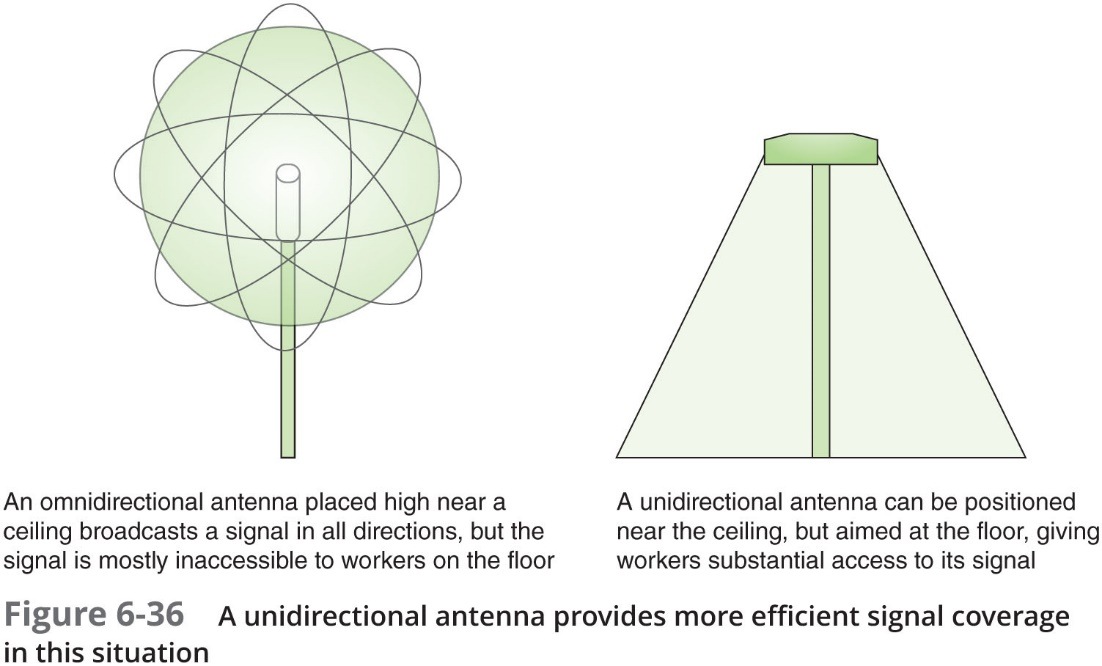 An omnidirectional antenna placed high near a
ceiling broadcasts a signal in all directions, but the
signal is mostly inaccessible to workers on the floor
A unidirectional antenna can be positioned
near the ceiling, but aimed at the floor, giving
workers substantial access to its signal
Figure 6-36 A unidirectional antenna provides more efficient signal coverage
in this situation